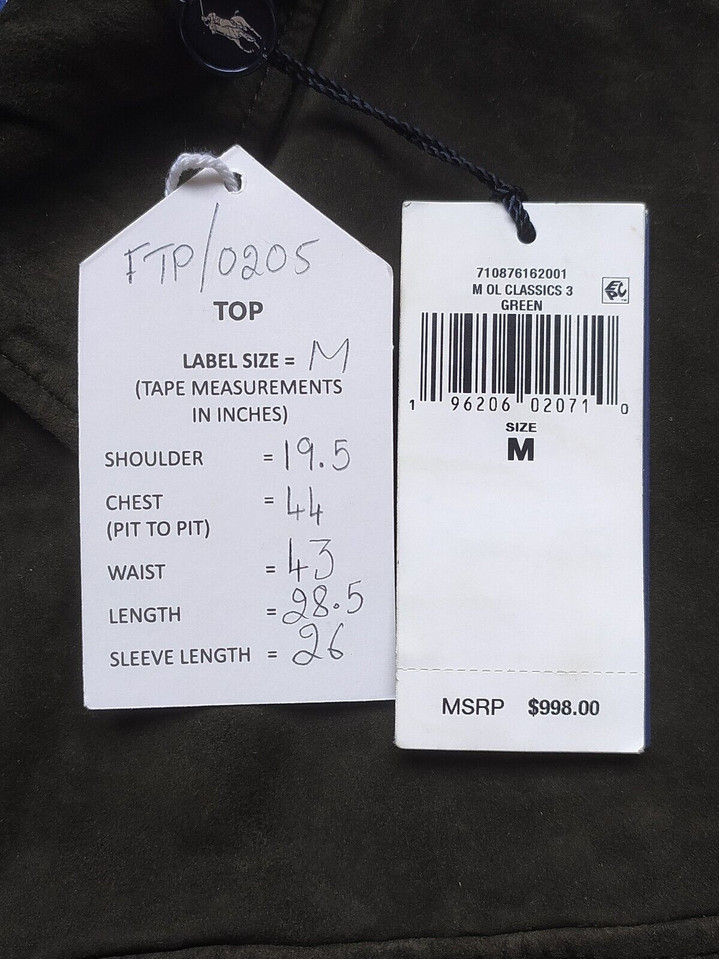 FTP/0205
TOP
LABEL SIZE = M
(TAPE MEASUREMENTS
IN INCHES)
SHOULDER = 19.5
CHEST = 44
(PIT TO PIT)
WAIST = 43
LENGTH = 28.5
SLEEVE LENGTH = 26
710876162001
M OL CLASSICS 3
GREEN
1 96206 02071 0
SIZE
M
MSRP $998.00